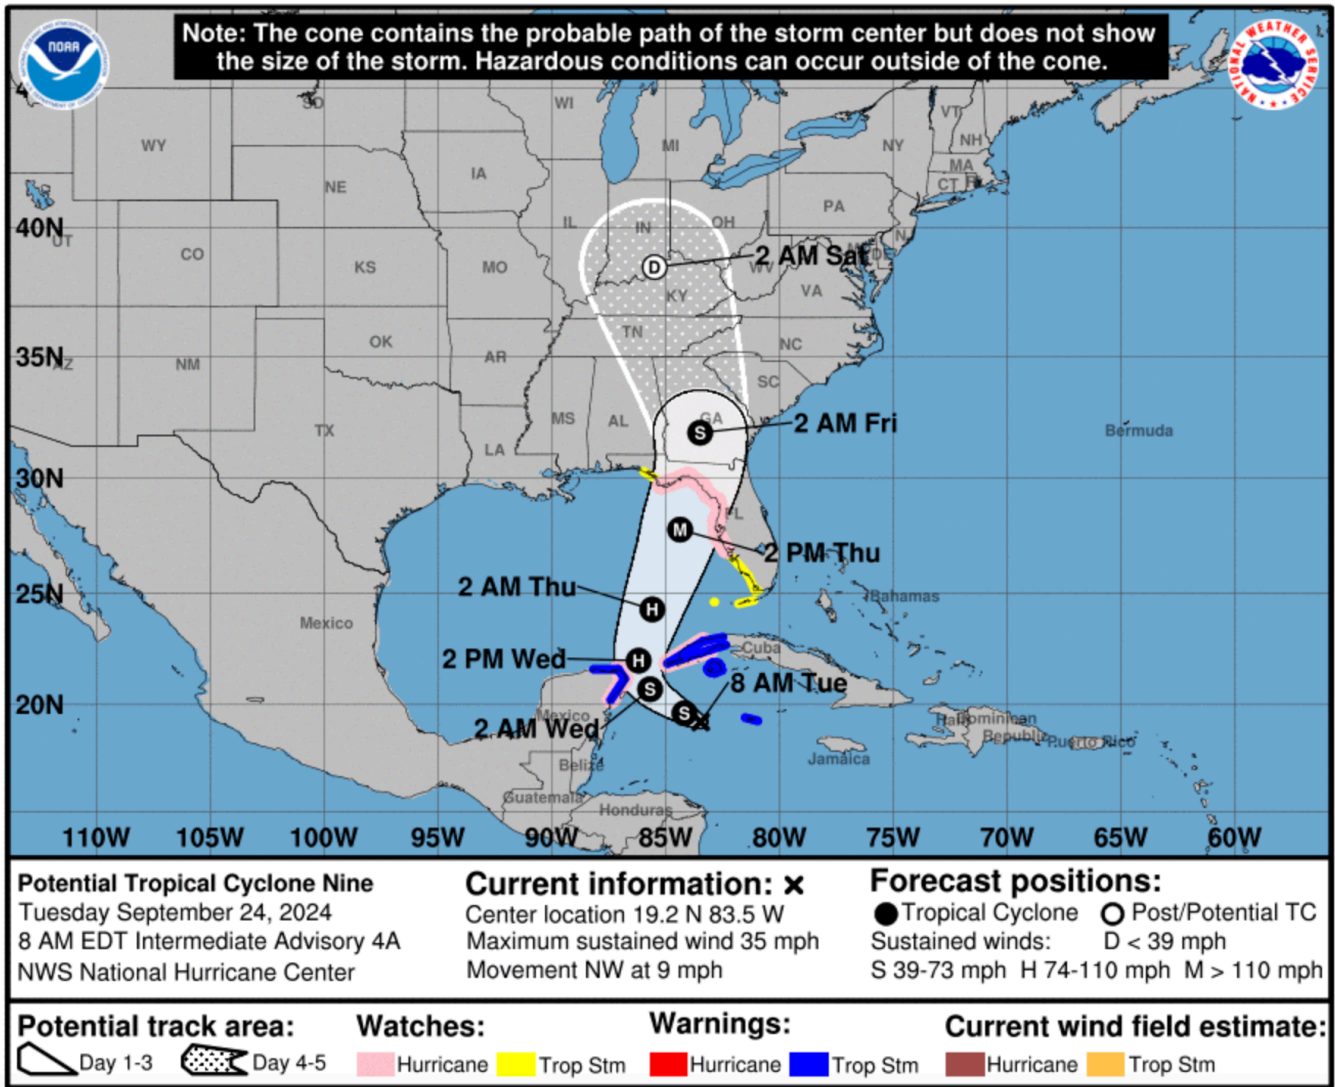 Note: The cone contains the probable path of the storm center but does not show
the size of the storm. Hazardous conditions can occur outside of the cone.
NOAA
NATIONAL WEATHER SERVICE
SD
WI
VT
NH
WY
MI
NY
MA
CT
NE
IA
PA
40N
UT
IL
IN
OH
CO
KS
MO
2 AM Sat
WV
DE
D
KY
VA
TN
OK
NC
35N
AZ
NM
AR
SC
MS
AL
GA
TX
S
2 AM Fri
Bermuda
LA
30N
FL
M
2 PM Thu
2 AM Thu
25N
H
Bahamas
Mexico
2 PM Wed
H
Cuba
S
8 AM Tue
20N
S
Mexico
2 AM Wed
Haiti
Dominican
Republic
Puerto Rico
Jamaica
Belize
Guatemala
Honduras
110W 105W 100W 95W 90W 85W 80W 75W 70W 65W 60W
Potential Tropical Cyclone Nine
Tuesday September 24, 2024
8 AM EDT Intermediate Advisory 4A
NWS National Hurricane Center
Current information: x
Center location 19.2 N 83.5 W
Maximum sustained wind 35 mph
Movement NW at 9 mph
Forecast positions:
Tropical Cyclone Post/Potential TC
Sustained winds: D < 39 mph
S 39-73 mph H 74-110 mph M > 110 mph
Potential track area:
Day 1-3 Day 4-5
Watches:
Hurricane Trop Stm
Warnings:
Hurricane Trop Stm
Current wind field estimate:
Hurricane Trop Stm